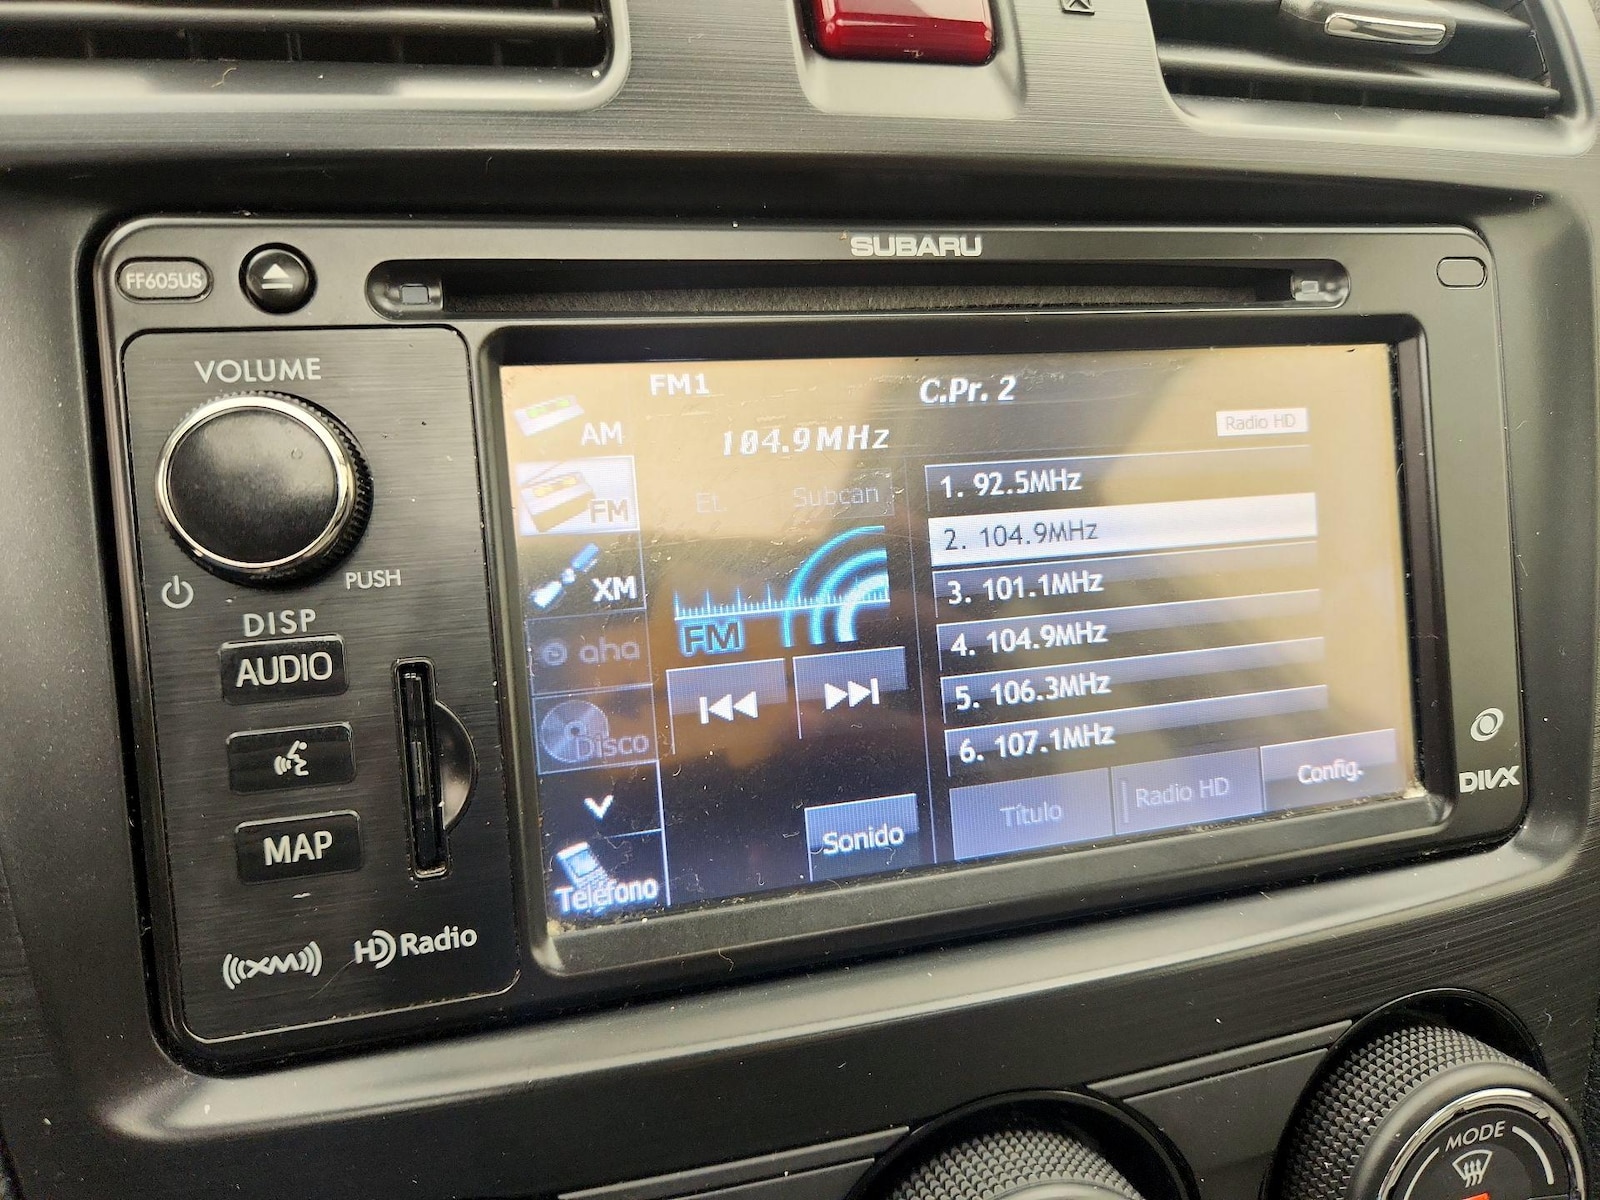 SUBARU
FF605US
VOLUME
PUSH
DISP
AUDIO
MAP
XM
HD Radio
FM1
C.Pr. 2
104.9MHz
Radio HD
Et.
Subcan
AM
FM
XM
aha
Disco
Teléfono
FM
Sonido
1. 92.5MHz
2. 104.9MHz
3. 101.1MHz
4. 104.9MHz
5. 106.3MHz
6. 107.1MHz
Título
Radio HD
Config.
DIVX
MODE